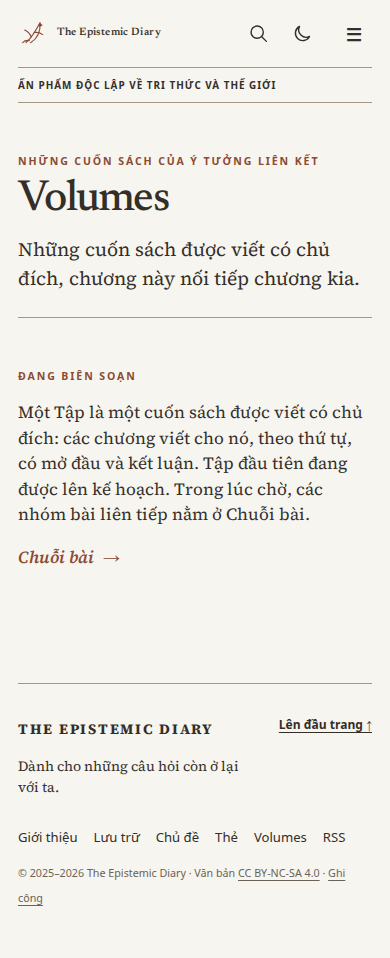 The Epistemic Diary
ẤN PHẨM ĐỘC LẬP VỀ TRI THỨC VÀ THẾ GIỚI
NHỮNG CUỐN SÁCH CỦA Ý TƯỞNG LIÊN KẾT
Volumes
Những cuốn sách được viết có chủ
đích, chương này nối tiếp chương kia.
ĐANG BIÊN SOẠN
Một Tập là một cuốn sách được viết có chủ
đích: các chương viết cho nó, theo thứ tự,
có mở đầu và kết luận. Tập đầu tiên đang
được lên kế hoạch. Trong lúc chờ, các
nhóm bài liên tiếp nằm ở Chuỗi bài.
Chuỗi bài →
THE EPISTEMIC DIARY
Lên đầu trang ↑
Dành cho những câu hỏi còn ở lại
với ta.
Giới thiệu Lưu trữ Chủ đề Thẻ Volumes RSS
© 2025–2026 The Epistemic Diary · Văn bản CC BY-NC-SA 4.0 · Ghi
công